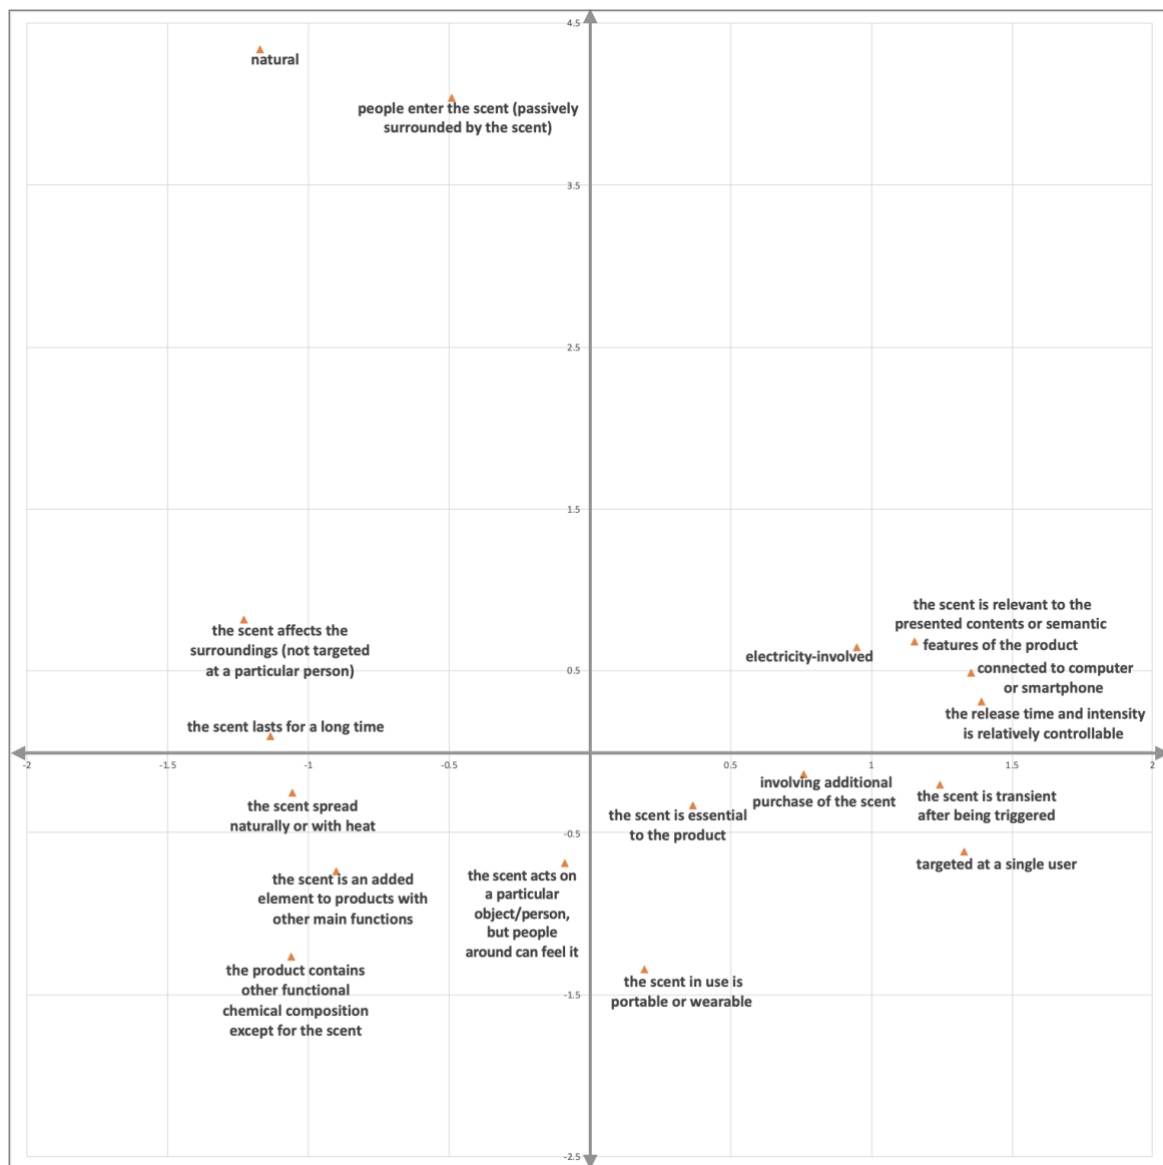 4.5
natural
people enter the scent (passively
surrounded by the scent)
3.5
2.5
1.5
the scent is relevant to the
presented contents or semantic
features of the product
the scent affects the
surroundings (not targeted
at a particular person)
electricity-involved
0.5
connected to computer
or smartphone
the release time and intensity
is relatively controllable
the scent lasts for a long time
-2
-1.5
-1
-0.5
0.5
1
1.5
2
involving additional
purchase of the scent
the scent is transient
after being triggered
the scent spread
naturally or with heat
the scent is essential
to the product
-0.5
targeted at a single user
the scent is an added
element to products with
other main functions
the scent acts on
a particular
object/person,
but people
around can feel it
the product contains
other functional
chemical composition
except for the scent
the scent in use is
portable or wearable
-1.5
-2.5